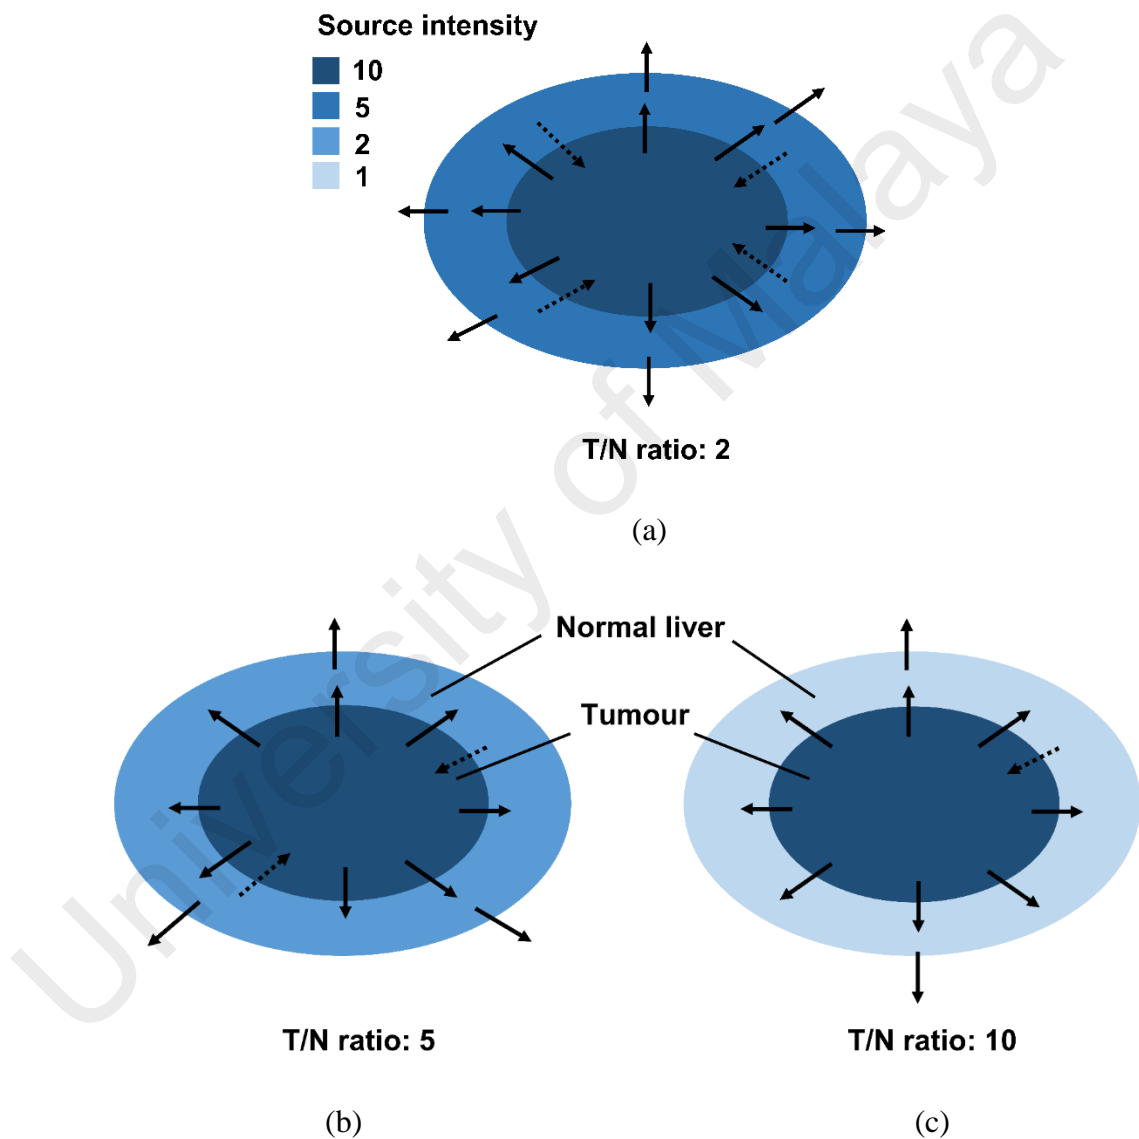 Source intensity
10
5
2
1
T/N ratio: 2
(a)
Normal liver
Tumour
T/N ratio: 5
T/N ratio: 10
(b)
(c)
University of Malaya